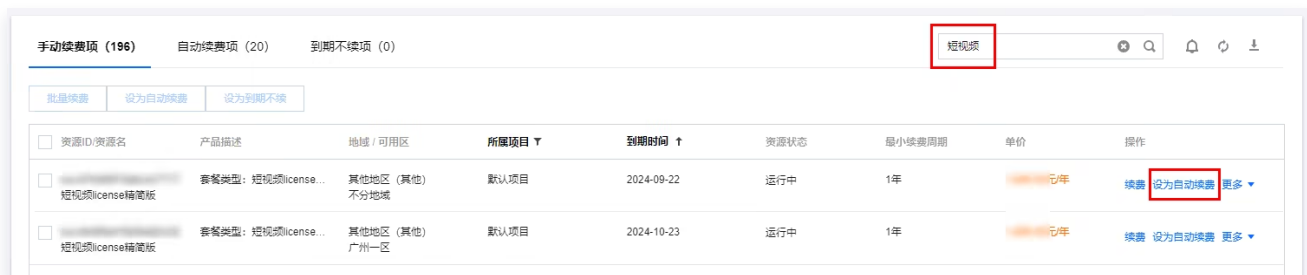 手动续费项（196） 自动续费项（20） 到期不续项（0） 短视频
批量续费 设为自动续费 设为到期不续
资源ID/资源名 产品描述 地域 / 可用区 所属项目 到期时间 资源状态 最小续费周期 单价 操作
套餐类型：短视频license... 其他地区（其他） 默认项目 2024-09-22 运行中 1年 元/年 续费 设为自动续费 更多
短视频license精简版 不分地域
套餐类型：短视频license... 其他地区（其他） 默认项目 2024-10-23 运行中 1年 元/年 续费 设为自动续费 更多
短视频license精简版 广州一区